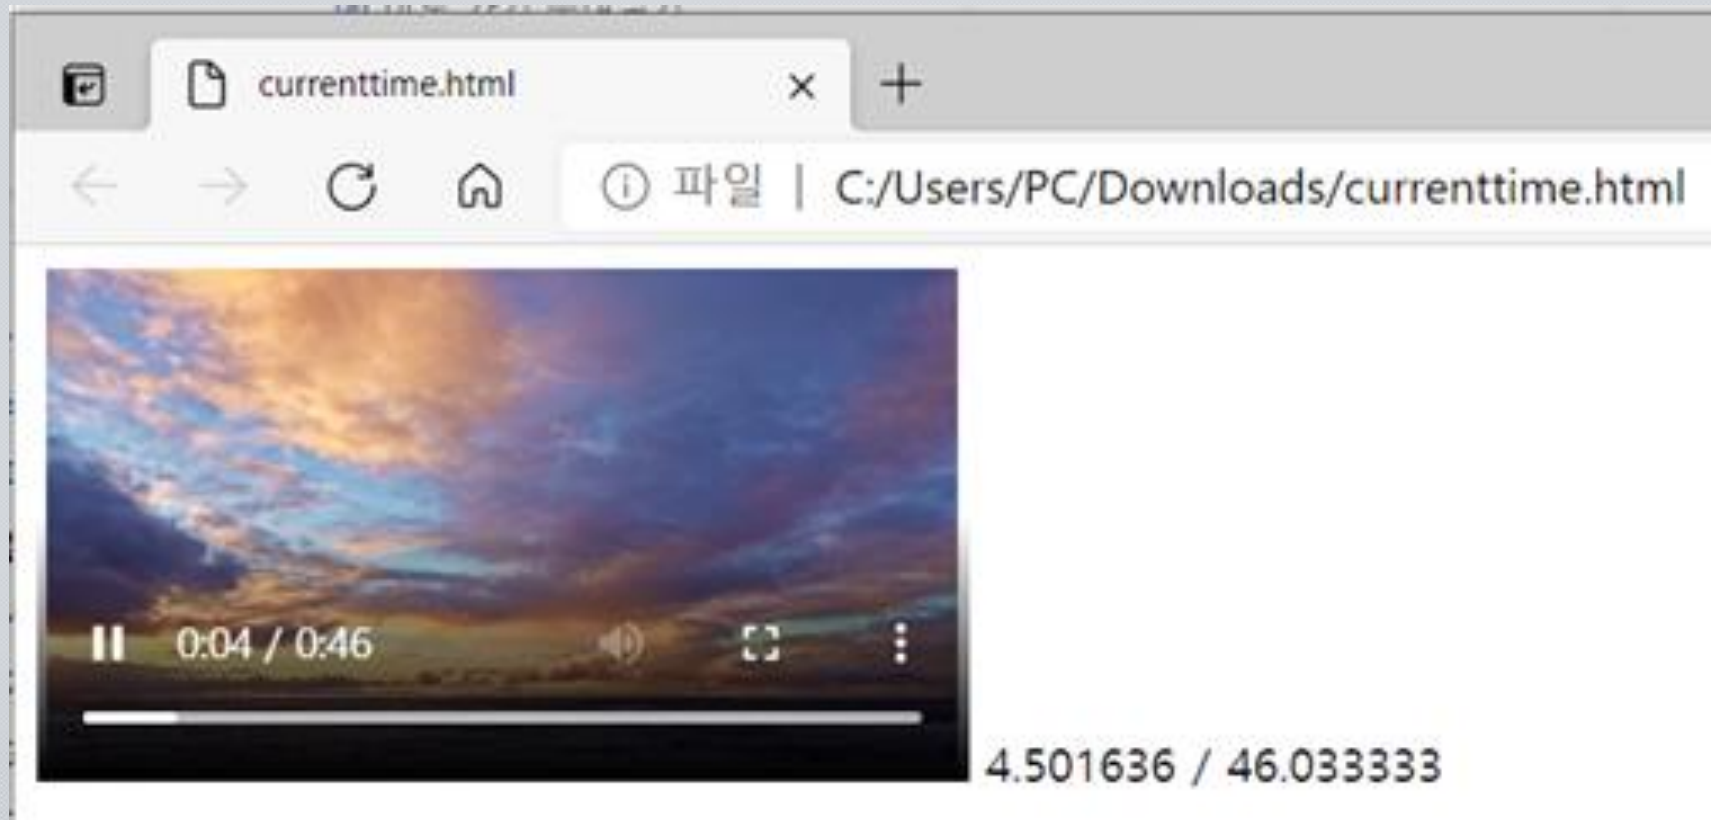 currenttime.html
파일 | C:/Users/PC/Downloads/currenttime.html
0:04 / 0:46
4.501636 / 46.033333